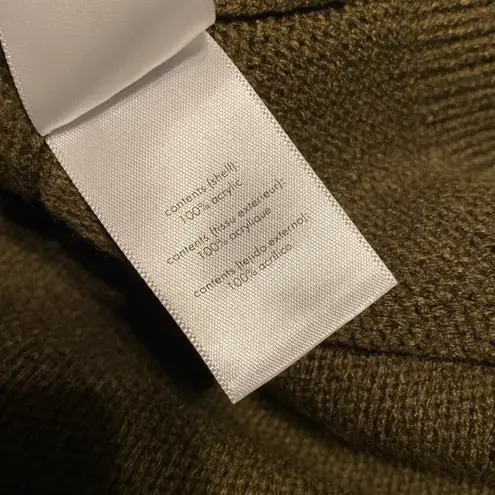 contents (shell):
100% acrylic
contents (tissu extérieur):
100% acrylique
contents (tejido externo):
100% acrílico